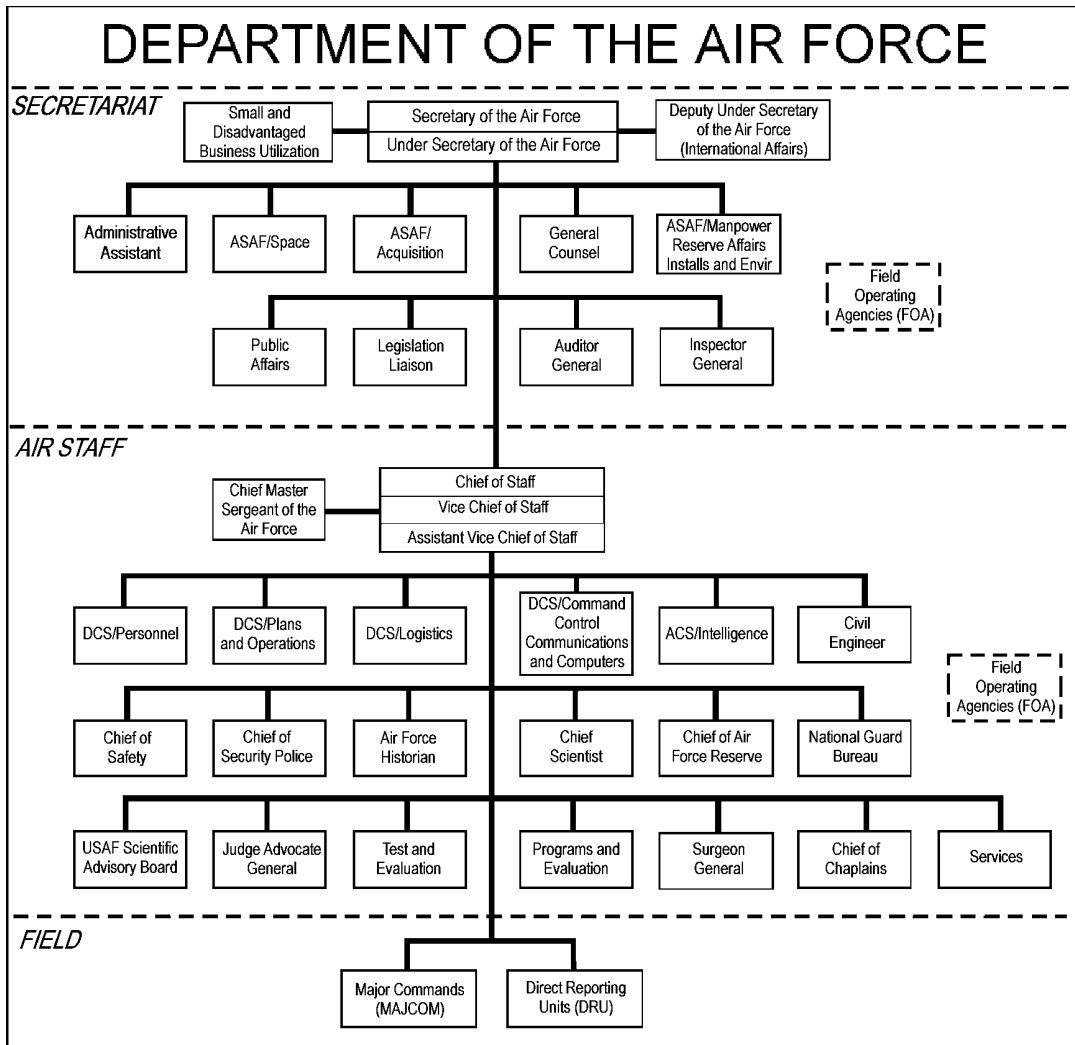 DEPARTMENT OF THE AIR FORCE
SECRETARIAT
Small and
Disadvantaged
Business Utilization
Secretary of the Air Force
Under Secretary of the Air Force
Deputy Under Secretary
of the Air Force
(International Affairs)
Administrative
Assistant
ASAF/Space
ASAF/
Acquisition
General
Counsel
ASAF/Manpower
Reserve Affairs
Installs and Envir
Field
Operating
Agencies (FOA)
Public
Affairs
Legislation
Liaison
Auditor
General
Inspector
General
AIR STAFF
Chief Master
Sergeant of the
Air Force
Chief of Staff
Vice Chief of Staff
Assistant Vice Chief of Staff
DCS/Personnel
DCS/Plans
and Operations
DCS/Logistics
DCS/Command
Control
Communications
and Computers
ACS/Intelligence
Civil
Engineer
Field
Operating
Agencies (FOA)
Chief of
Safety
Chief of
Security Police
Air Force
Historian
Chief
Scientist
Chief of Air
Force Reserve
National Guard
Bureau
USAF Scientific
Advisory Board
Judge Advocate
General
Test and
Evaluation
Programs and
Evaluation
Surgeon
General
Chief of
Chaplains
Services
FIELD
Major Commands
(MAJCOM)
Direct Reporting
Units (DRU)